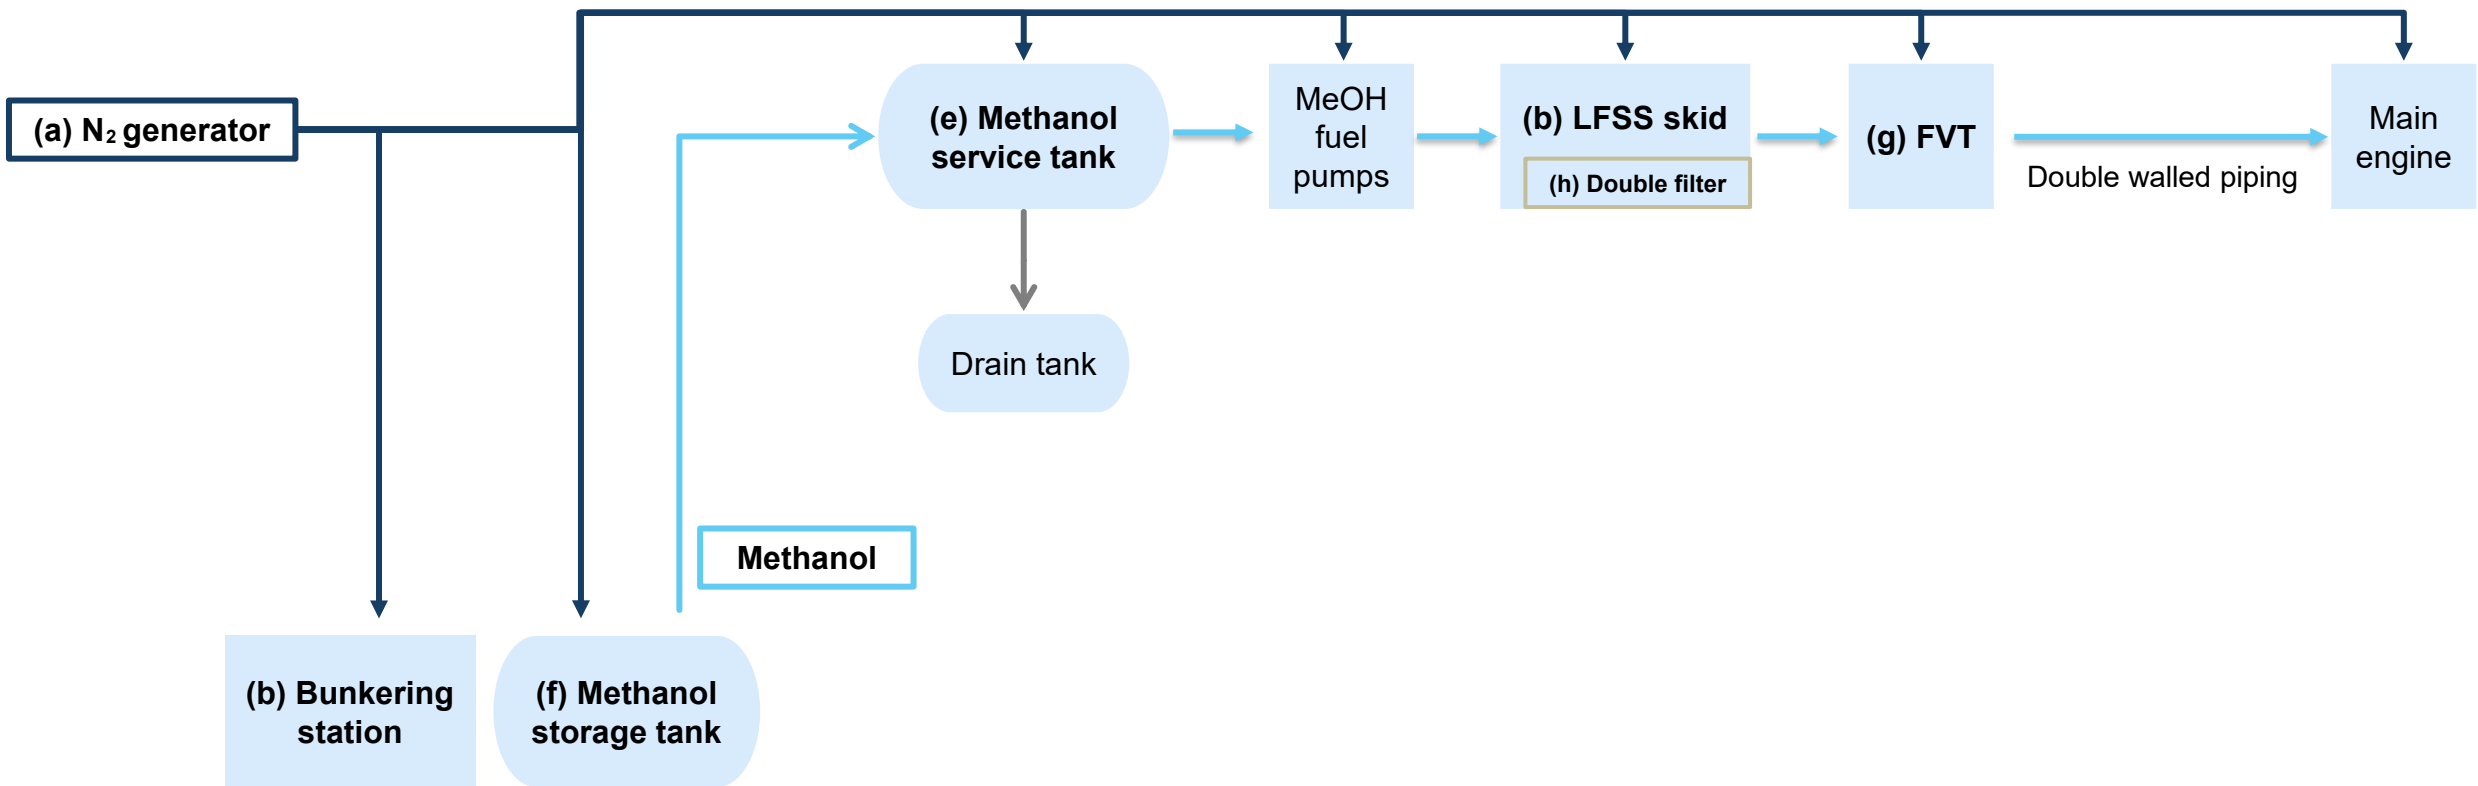 (a) N₂ generator
(e) Methanol
service tank
MeOH
fuel
pumps
(b) LFSS skid
(h) Double filter
(g) FVT
Double walled piping
Main
engine
Drain tank
Methanol
(b) Bunkering
station
(f) Methanol
storage tank